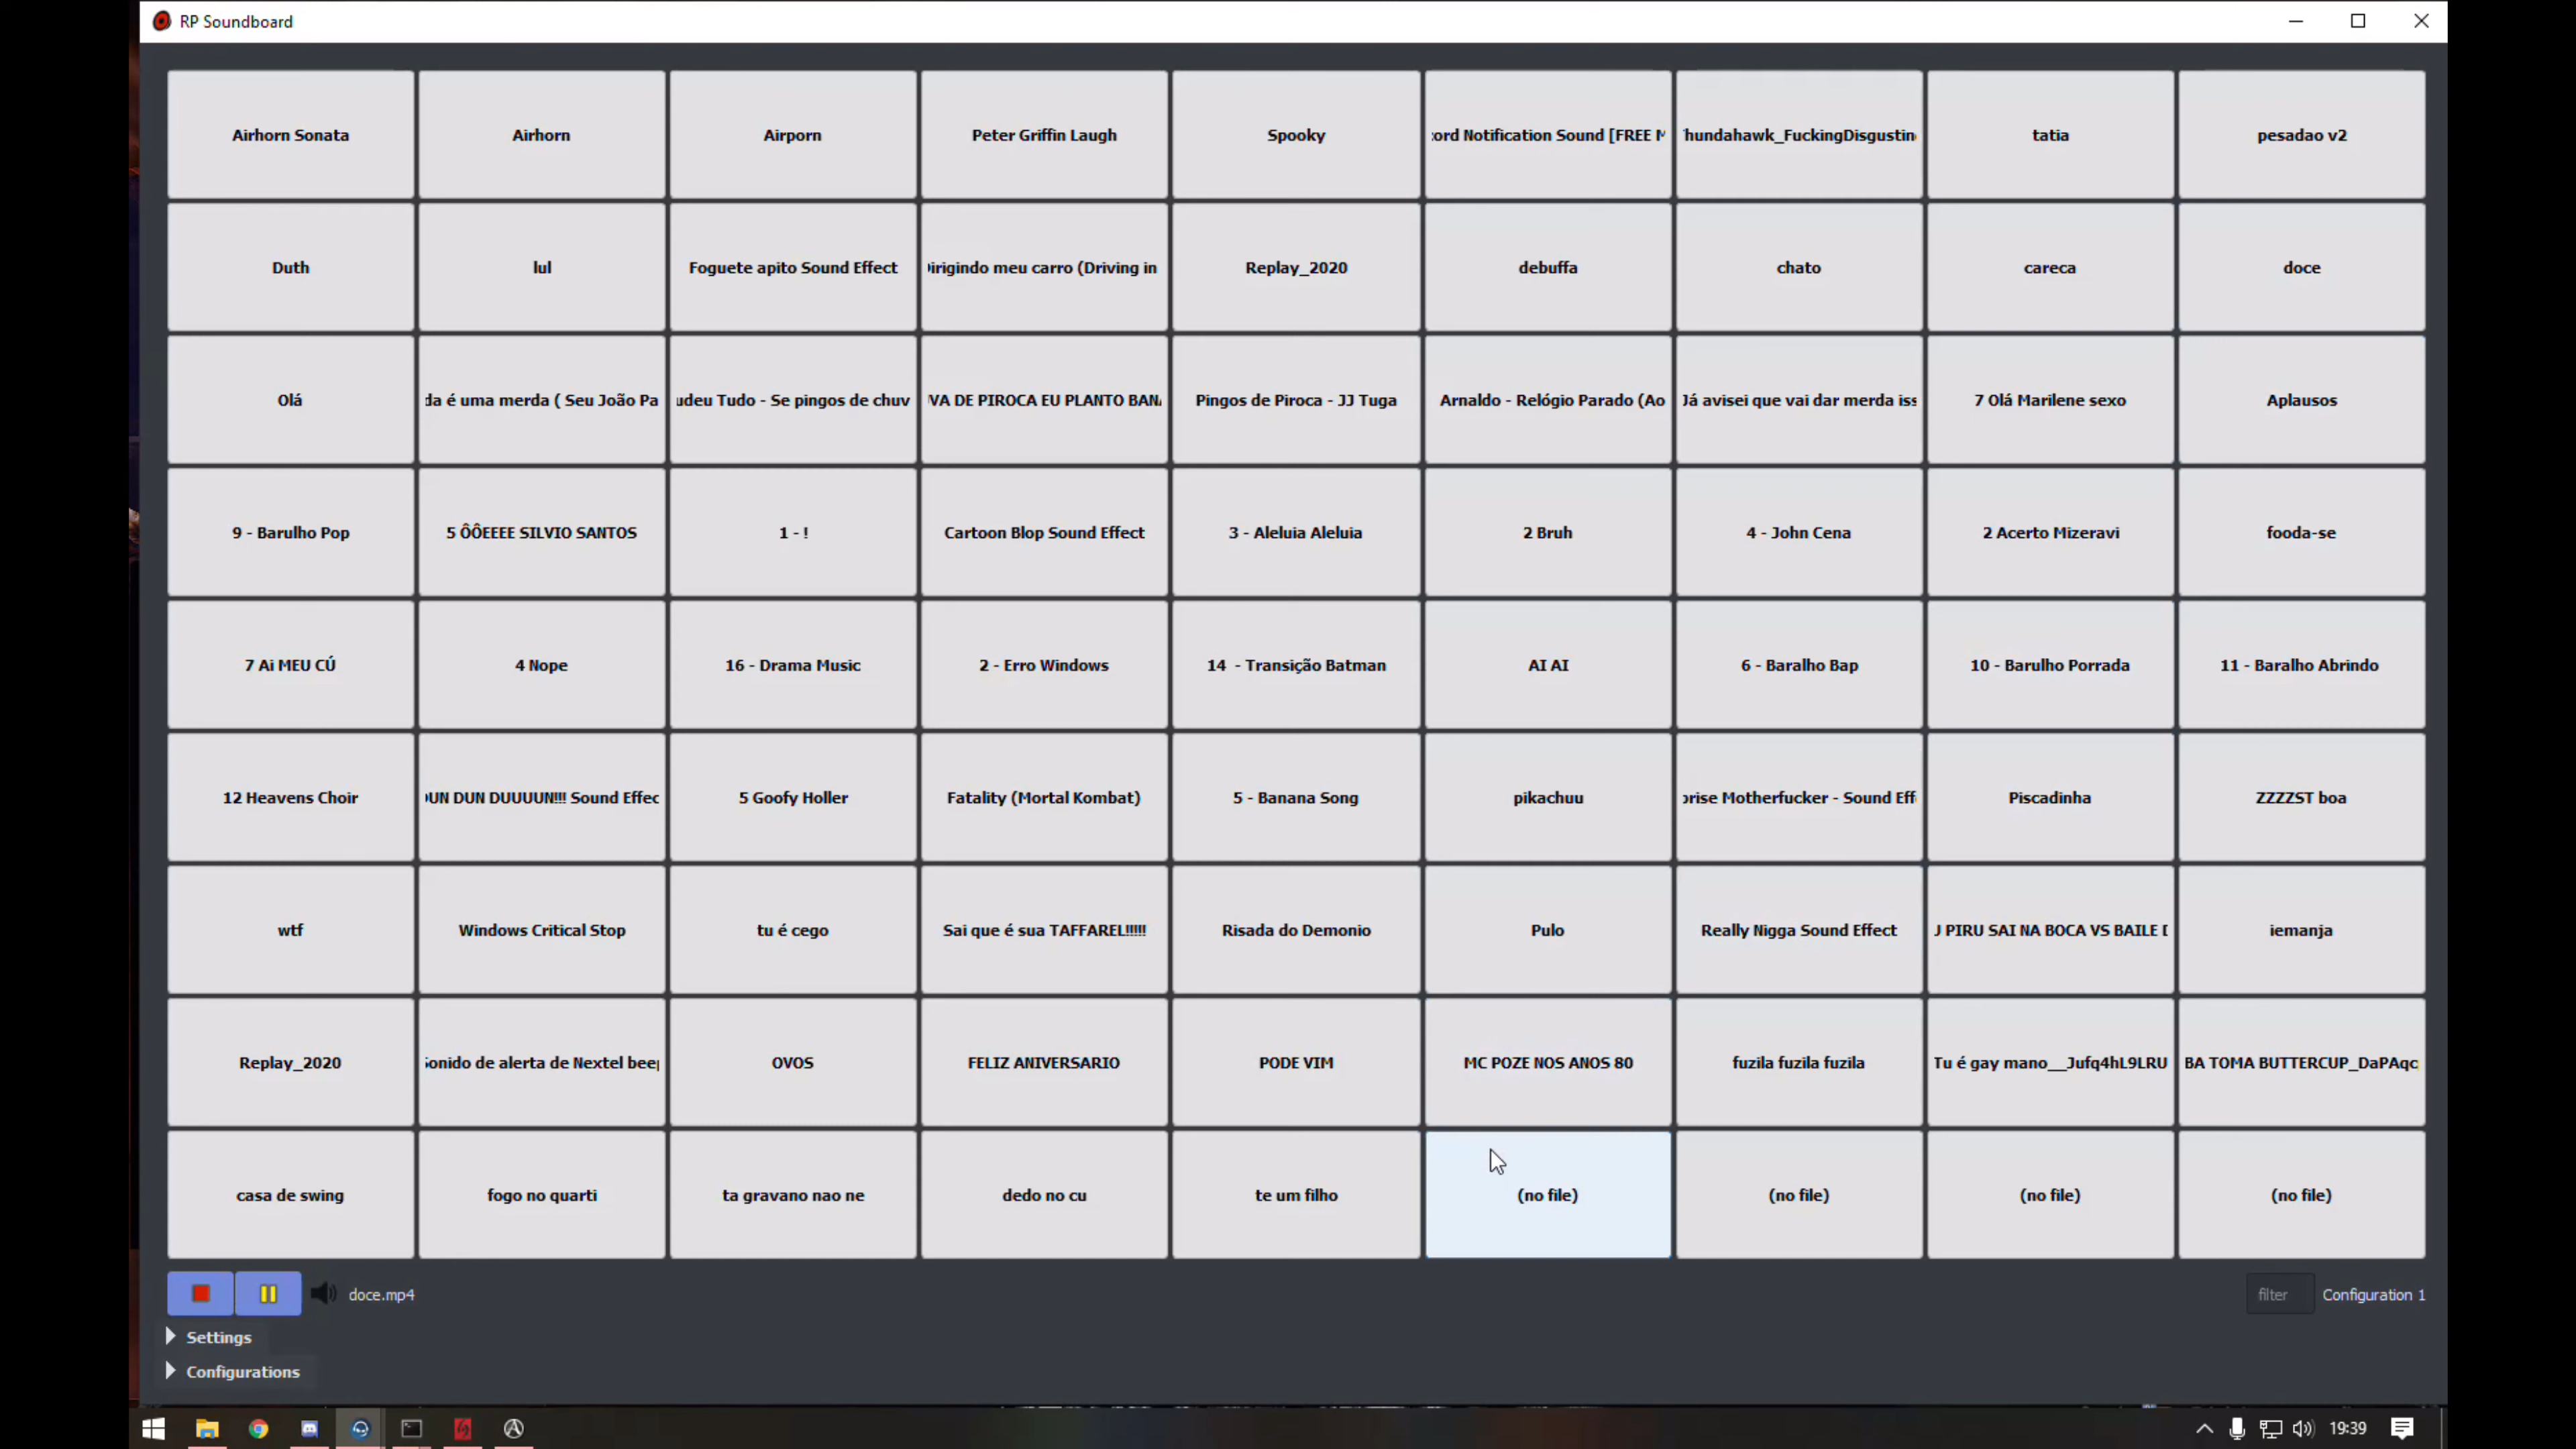 RP Soundboard
Airhorn Sonata
Airhorn
Airporn
Peter Griffin Laugh
Spooky
cord Notification Sound [FREE M
hundahawk_FuckingDisgusting
tatia
pesadao v2
Duth
lul
Foguete apito Sound Effect
Dirigindo meu carro (Driving in
Replay_2020
debuffa
chato
careca
doce
Olá
da é uma merda ( Seu João Pa
udeu Tudo - Se pingos de chuv
UVA DE PIROCA EU PLANTO BANA
Pingos de Piroca - JJ Tuga
Arnaldo - Relógio Parado (Ao
Já avisei que vai dar merda iss
7 Olá Marilene sexo
Aplausos
9 - Barulho Pop
5 ÔÔEEEE SILVIO SANTOS
1 - !
Cartoon Blop Sound Effect
3 - Aleluia Aleluia
2 Bruh
4 - John Cena
2 Acerto Mizeravi
fooda-se
7 Ai MEU CÚ
4 Nope
16 - Drama Music
2 - Erro Windows
14  - Transição Batman
AI AI
6 - Baralho Bap
10 - Barulho Porrada
11 - Baralho Abrindo
12 Heavens Choir
DUN DUN DUUUUN!!! Sound Effec
5 Goofy Holler
Fatality (Mortal Kombat)
5 - Banana Song
pikachuu
prise Motherfucker - Sound Effe
Piscadinha
ZZZZST boa
wtf
Windows Critical Stop
tu é cego
Sai que é sua TAFFAREL!!!!!
Risada do Demonio
Pulo
Really Nigga Sound Effect
U PIRU SAI NA BOCA VS BAILE D
iemanja
Replay_2020
Sonido de alerta de Nextel beep
OVOS
FELIZ ANIVERSARIO
PODE VIM
MC POZE NOS ANOS 80
fuzila fuzila fuzila
Tu é gay mano__Jufq4hL9LRU
BA TOMA BUTTERCUP_DaPAqc
casa de swing
fogo no quarti
ta gravano nao ne
dedo no cu
te um filho
(no file)
(no file)
(no file)
(no file)
doce.mp4
filter
Configuration 1
Settings
Configurations
19:39